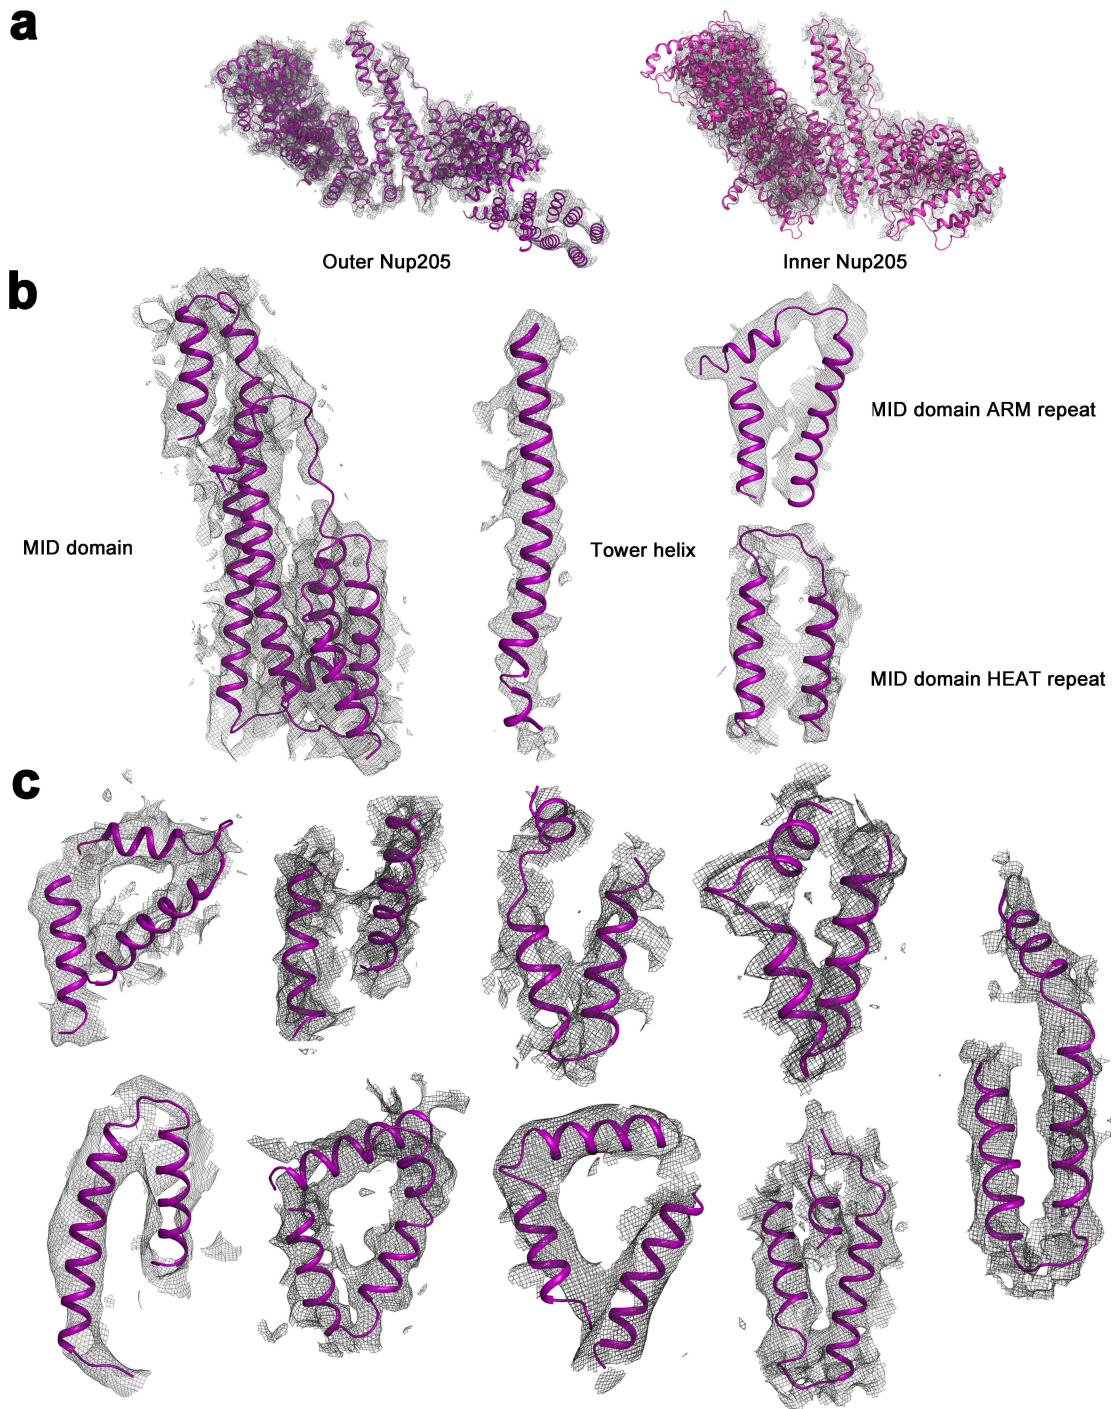 a
Outer Nup205
Inner Nup205
b
MID domain
Tower helix
MID domain ARM repeat
MID domain HEAT repeat
c